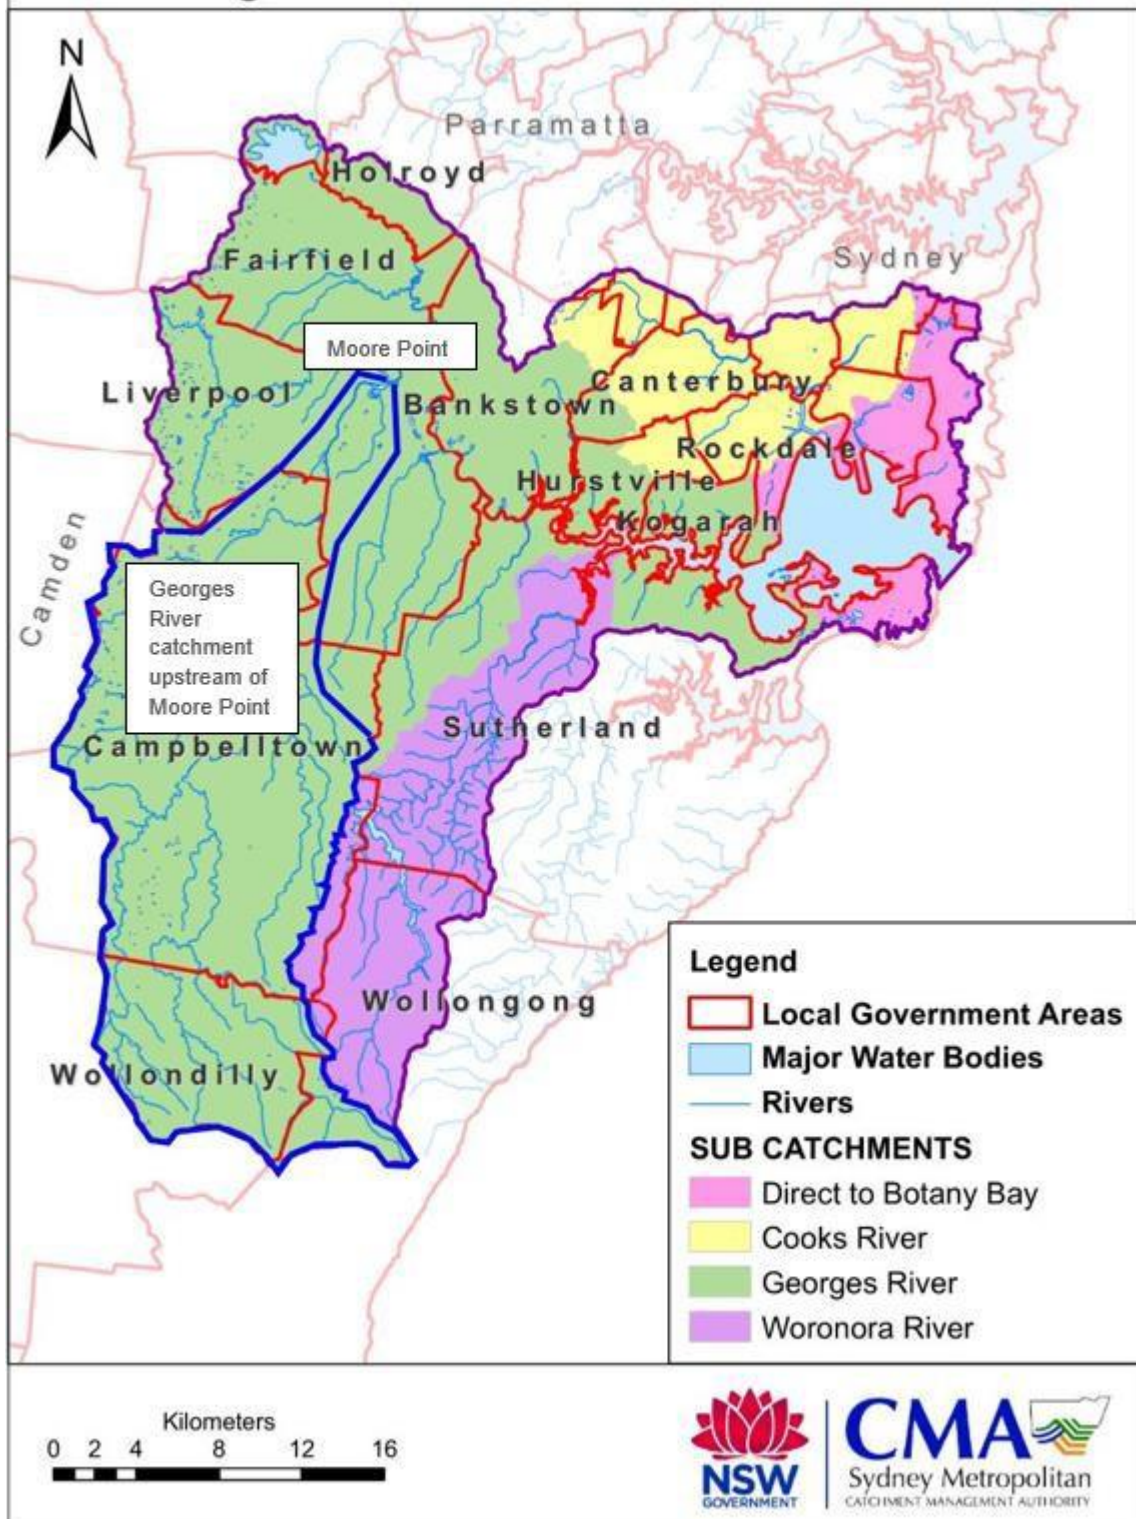 N
Parramatta
Holroyd
Fairfield
Sydney
Moore Point
Liverpool
Canterbury
Bankstown
Rockdale
Hurstville
Kogarah
Camden
Georges
River
catchment
upstream of
Moore Point
Campbelltown
Sutherland
Wollongong
Wollondilly
Legend
Local Government Areas
Major Water Bodies
Rivers
SUB CATCHMENTS
Direct to Botany Bay
Cooks River
Georges River
Woronora River
Kilometers
0 2 4 8 12 16
NSW
GOVERNMENT
CMA
Sydney Metropolitan
CATCHMENT MANAGEMENT AUTHORITY